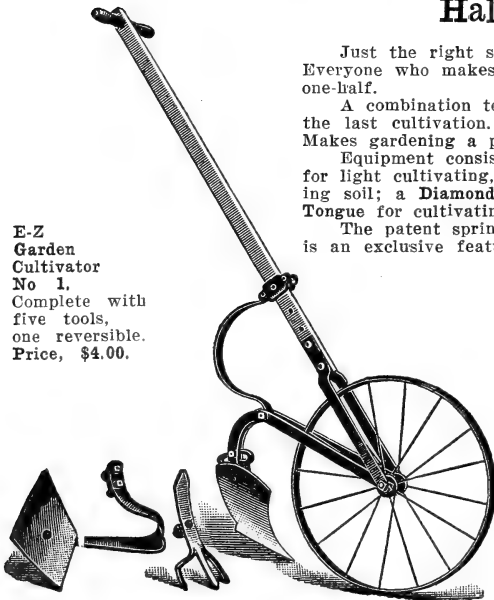 Hal
Just the right s
Everyone who makes
one-half.
A combination te
the last cultivation.
Makes gardening a p
Equipment consis
for light cultivating,
ing soil; a Diamond
Tongue for cultivatin
The patent sprin
is an exclusive feat
E-Z
Garden
Cultivator
No 1,
Complete with
five tools,
one reversible.
Price, $4.00.